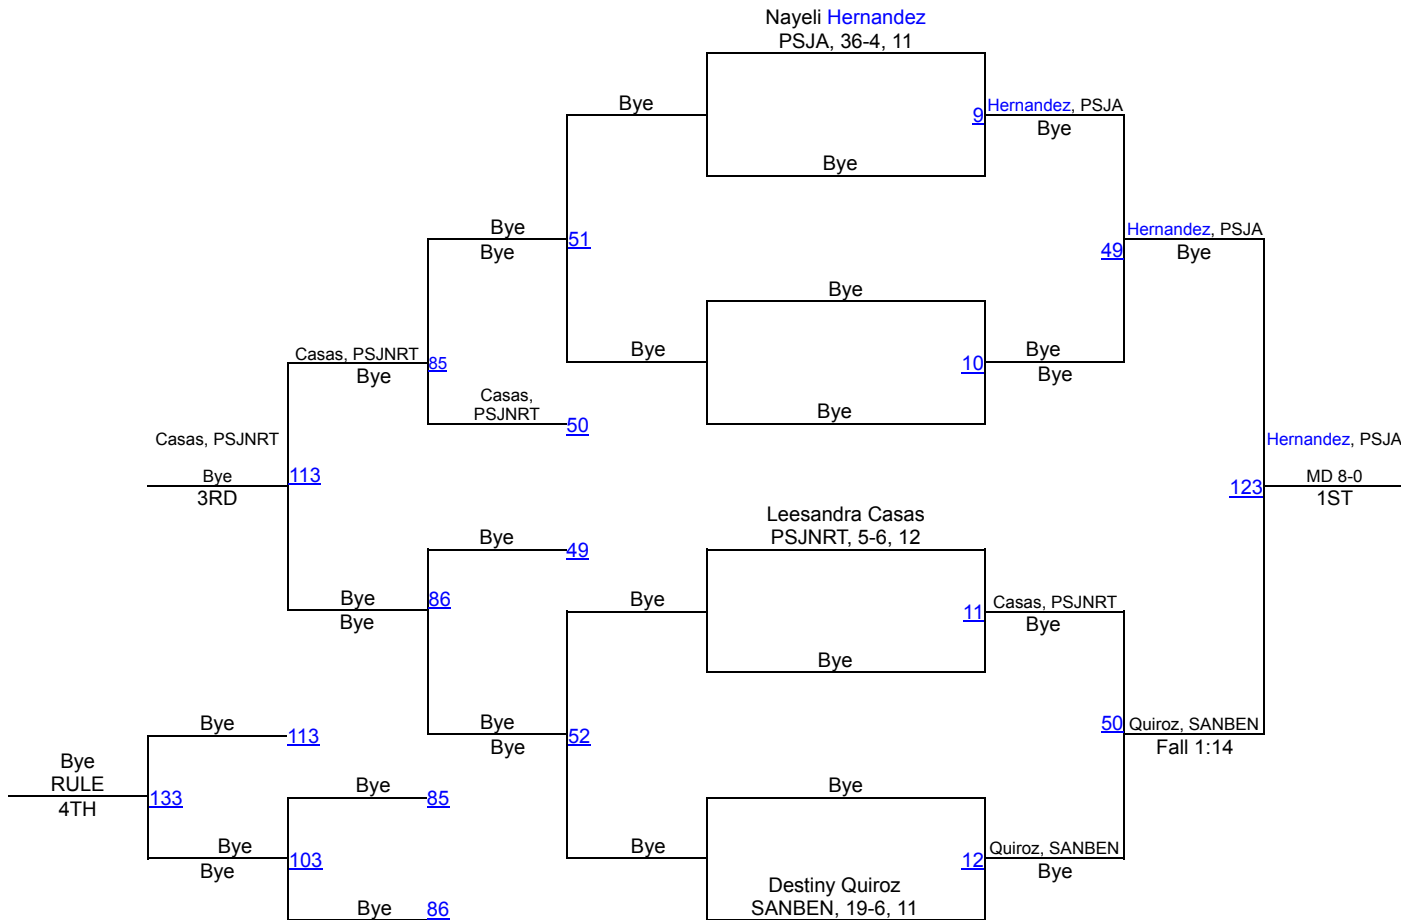 Nayeli Hernandez
PSJA, 36-4, 11
Bye
9
Hernandez, PSJA
Bye
Bye
Bye
Bye
51
Hernandez, PSJA
49
Bye
Bye
Bye
Casas, PSJNRT
85
Bye
Bye
10
Bye
Bye
Casas,
PSJNRT
50
Bye
Casas, PSJNRT
Bye
113
3RD
Hernandez, PSJA
123
MD 8-0
1ST
Leesandra Casas
PSJNRT, 5-6, 12
Bye
49
Bye
86
Bye
Bye
11
Casas, PSJNRT
Bye
Bye
Bye
113
Bye
52
Bye
50
Quiroz, SANBEN
Fall 1:14
Bye
RULE
4TH
133
Bye
85
Bye
Bye
103
Bye
Bye
12
Quiroz, SANBEN
Bye
Destiny Quiroz
SANBEN, 19-6, 11
Bye
86